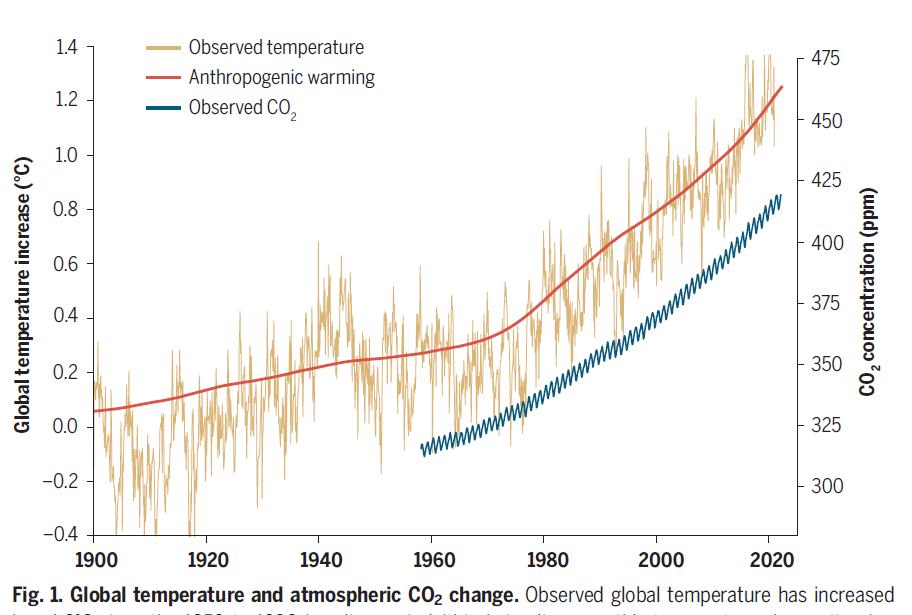 1.4
1.2
1.0
0.8
0.6
0.4
0.2
0.0
−0.2
−0.4
Global temperature increase (°C)
Observed temperature
Anthropogenic warming
Observed CO2
475
450
425
400
375
350
325
300
CO2 concentration (ppm)
1900 1920 1940 1960 1980 2000 2020
Fig. 1. Global temperature and atmospheric CO2 change. Observed global temperature has increased